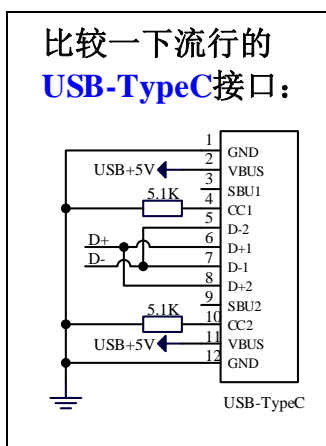 比较一下流行的
USB-TypeC接口：
1 GND
USB+5V 2 VBUS
3 SBU1
5.1K 4 CC1
5 D-2
D+ 6 D+1
D- 7 D-1
8 D+2
9 SBU2
5.1K 10 CC2
USB+5V 11 VBUS
12 GND
USB-TypeC